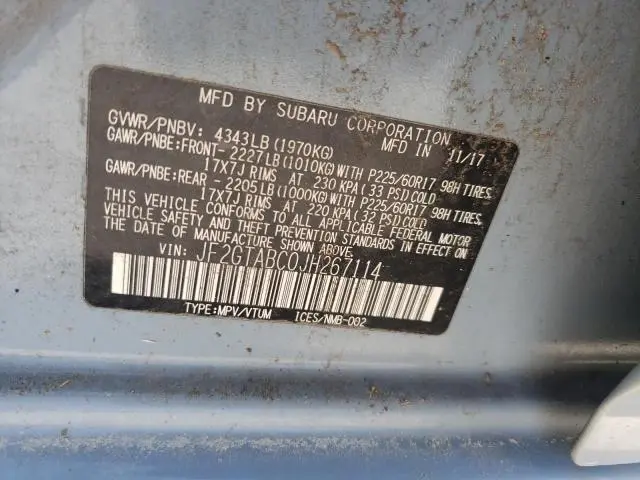 MFD BY SUBARU CORPORATION
GVWR/PNBV: 4343LB(1970KG) MFD IN 11/17
GAWR/PNBE:FRONT-2227LB(1010KG)WITH P225/60R17 98H TIRES,
17X7J RIMS AT 230 KPA(33 PSI)COLD
GAWR/PNBE:REAR -2205LB(1000KG)WITH P225/60R17 98H TIRES,
17X7J RIMS AT 220 KPA(32 PSI)COLD
THIS VEHICLE CONFORMS TO ALL APPLICABLE FEDERAL MOTOR
VEHICLE SAFETY AND THEFT PREVENTION STANDARDS IN EFFECT ON
THE DATE OF MANUFACTURE SHOWN ABOVE.
VIN: JF2GTABC0JH267114
TYPE:MPV/VTUM ICES/NMB-002